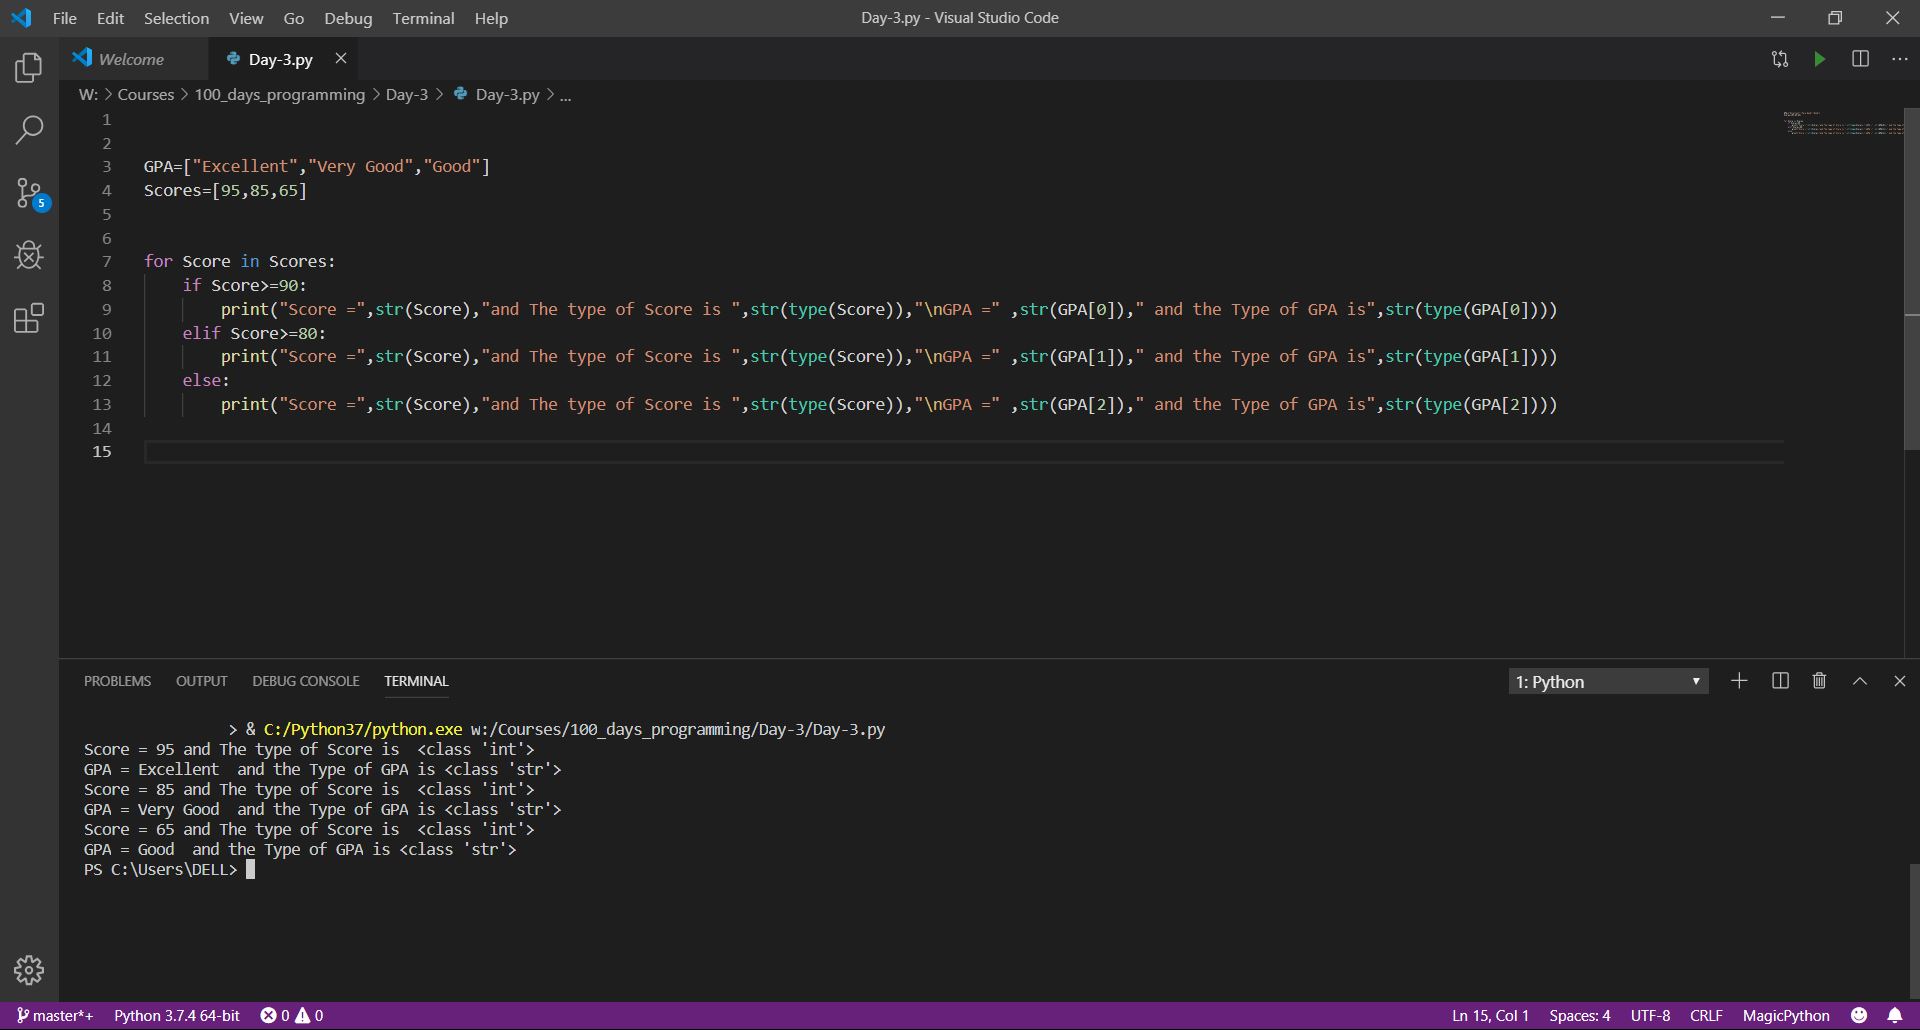 File Edit Selection View Go Debug Terminal Help Day-3.py - Visual Studio Code
Welcome Day-3.py
W: > Courses > 100_days_programming > Day-3 > Day-3.py > ...
1
2
3 GPA=["Excellent","Very Good","Good"]
4 Scores=[95,85,65]
5
6
7 for Score in Scores:
8 if Score>=90:
9 print("Score =",str(Score),"and The type of Score is ",str(type(Score)),"\nGPA =" ,str(GPA[0])," and the Type of GPA is",str(type(GPA[0])))
10 elif Score>=80:
11 print("Score =",str(Score),"and The type of Score is ",str(type(Score)),"\nGPA =" ,str(GPA[1])," and the Type of GPA is",str(type(GPA[1])))
12 else:
13 print("Score =",str(Score),"and The type of Score is ",str(type(Score)),"\nGPA =" ,str(GPA[2])," and the Type of GPA is",str(type(GPA[2])))
14
15
5
PROBLEMS OUTPUT DEBUG CONSOLE TERMINAL 1: Python
> & C:/Python37/python.exe w:/Courses/100_days_programming/Day-3/Day-3.py
Score = 95 and The type of Score is  <class 'int'>
GPA = Excellent  and the Type of GPA is <class 'str'>
Score = 85 and The type of Score is  <class 'int'>
GPA = Very Good  and the Type of GPA is <class 'str'>
Score = 65 and The type of Score is  <class 'int'>
GPA = Good  and the Type of GPA is <class 'str'>
PS C:\Users\DELL>
master*+ Python 3.7.4 64-bit 0 0 Ln 15, Col 1 Spaces: 4 UTF-8 CRLF MagicPython